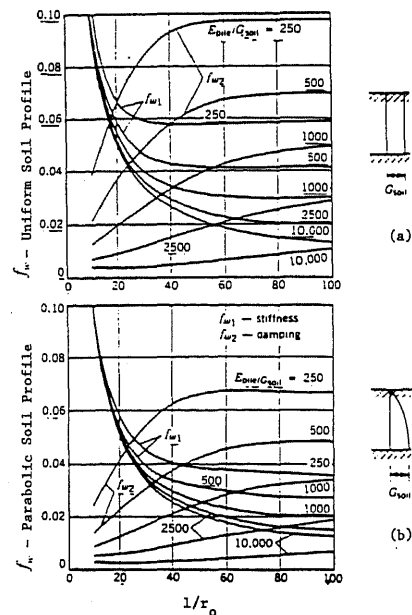 0.10
0.08
0.06
0.04
0.02
0
f_w – Uniform Soil Profile
E_pile/G_soil = 250
f_w2
f_w1
500
250
1000
500
1000
2500
10,000
2500
10,000
20
40
60
80
100
G_soil
(a)
0.10
0.08
0.06
0.04
0.02
0
f_w – Parabolic Soil Profile
f_w1 — stiffness
f_w2 — damping
E_pile/G_soil = 250
f_w1
500
250
500
1000
f_w2
1000
2500
10,000
20
40
60
80
100
G_soil
(b)
1/r_o